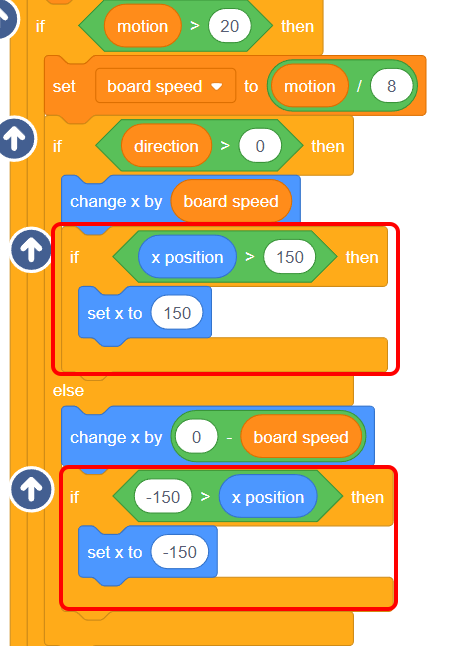 if motion > 20 then
set board speed to motion / 8
if direction > 0 then
change x by board speed
if x position > 150 then
set x to 150
else
change x by 0 - board speed
if -150 > x position then
set x to -150